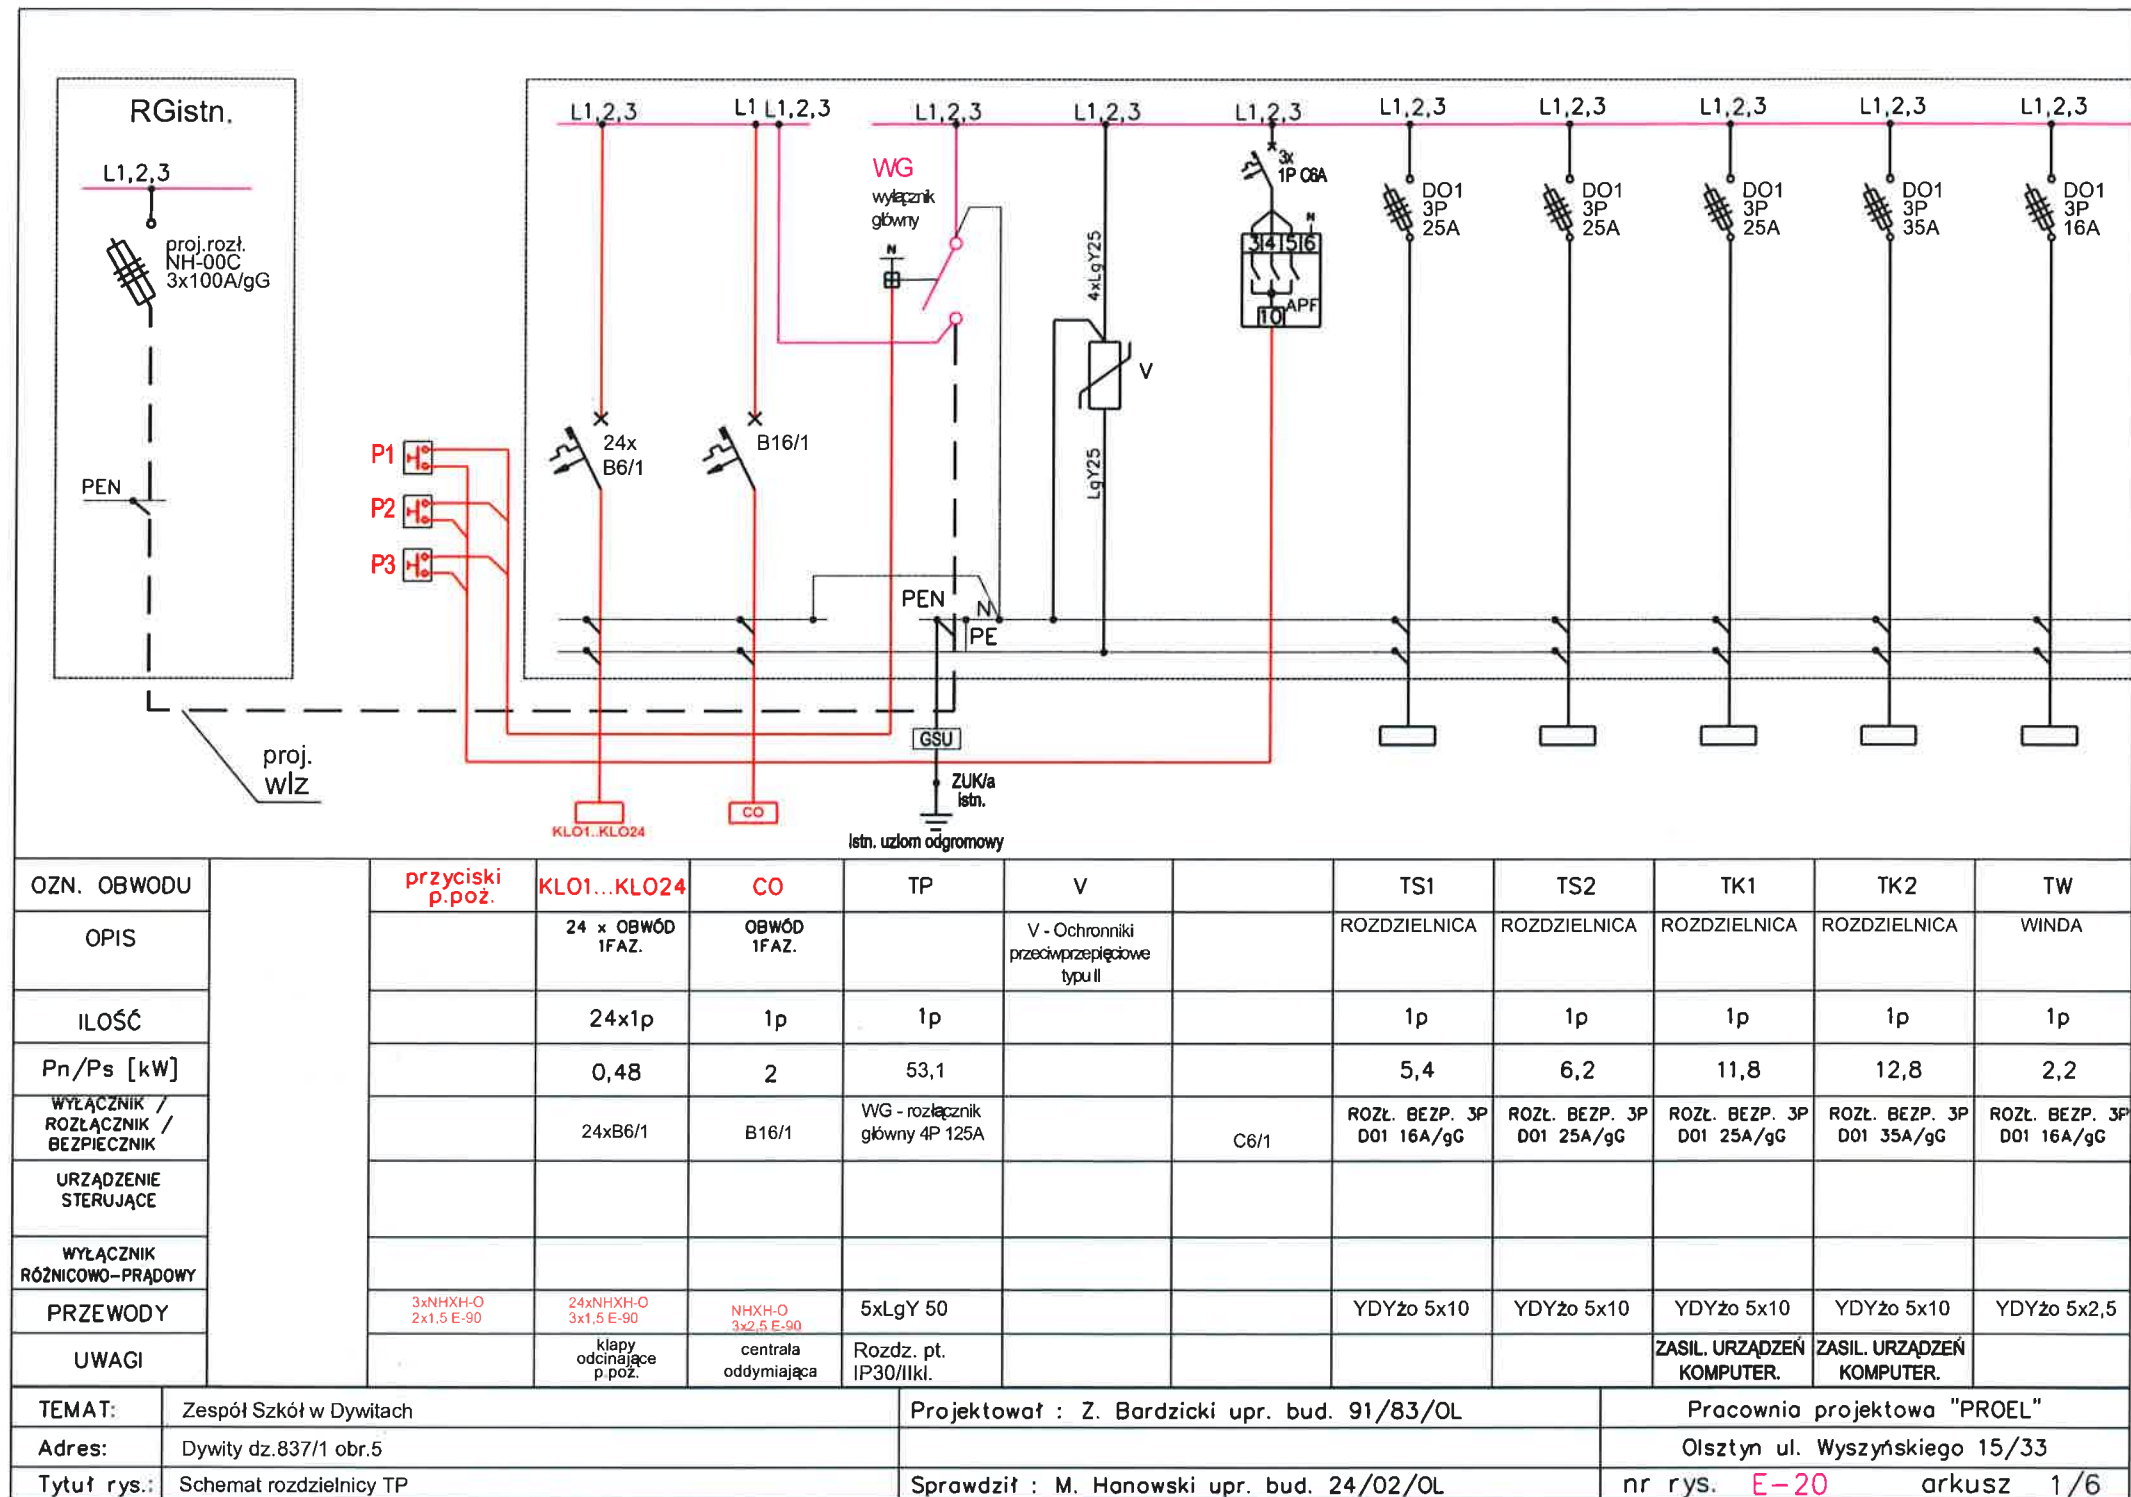 RGistn.
L1,2,3
proj.rozł.
NH-00C
3x100A/gG
PEN
proj.
wlz
P1
P2
P3
L1,2,3
L1 L1,2,3
L1,2,3
L1,2,3
L1,2,3
L1,2,3
L1,2,3
L1,2,3
L1,2,3
L1,2,3
WG
wyłącznik
główny
N
24x
B6/1
B16/1
4xLgY25
LgY25
V
3x
1P C6A
N
3 4 5 6
APF
10
DO1
3P
25A
DO1
3P
25A
DO1
3P
25A
DO1
3P
35A
DO1
3P
16A
PEN
N
PE
GSU
ZUK/a
istn.
Istn. uziom odgromowy
KLO1..KLO24
CO
OZN. OBWODU
przyciski
p.poż.
KLO1...KLO24
CO
TP
V
TS1
TS2
TK1
TK2
TW
OPIS
24 x OBWÓD
1FAZ.
OBWÓD
1FAZ.
V - Ochronniki
przeciwprzepięciowe
typu II
ROZDZIELNICA
ROZDZIELNICA
ROZDZIELNICA
ROZDZIELNICA
WINDA
ILOŚĆ
24x1p
1p
1p
1p
1p
1p
1p
1p
Pn/Ps [kW]
0,48
2
53,1
5,4
6,2
11,8
12,8
2,2
WYŁĄCZNIK /
ROZŁĄCZNIK /
BEZPIECZNIK
24xB6/1
B16/1
WG - rozłącznik
główny 4P 125A
C6/1
ROZŁ. BEZP. 3P
D01 16A/gG
ROZŁ. BEZP. 3P
D01 25A/gG
ROZŁ. BEZP. 3P
D01 25A/gG
ROZŁ. BEZP. 3P
D01 35A/gG
ROZŁ. BEZP. 3P
D01 16A/gG
URZĄDZENIE
STERUJĄCE
WYŁĄCZNIK
RÓŻNICOWO-PRĄDOWY
PRZEWODY
3xNHXH-O
2x1,5 E-90
24xNHXH-O
3x1,5 E-90
NHXH-O
3x2,5 E-90
5xLgY 50
YDYżo 5x10
YDYżo 5x10
YDYżo 5x10
YDYżo 5x10
YDYżo 5x2,5
UWAGI
klapy
odcinające
p.poż.
centrala
oddymiająca
Rozdz. pt.
IP30/IIkl.
ZASIL. URZĄDZEŃ
KOMPUTER.
ZASIL. URZĄDZEŃ
KOMPUTER.
TEMAT: Zespół Szkół w Dywitach
Projektował : Z. Bardzicki upr. bud. 91/83/OL
Pracownia projektowa "PROEL"
Adres: Dywity dz.837/1 obr.5
Olsztyn ul. Wyszyńskiego 15/33
Tytuł rys.: Schemat rozdzielnicy TP
Sprawdził : M. Hanowski upr. bud. 24/02/OL
nr rys. E-20 arkusz 1/6